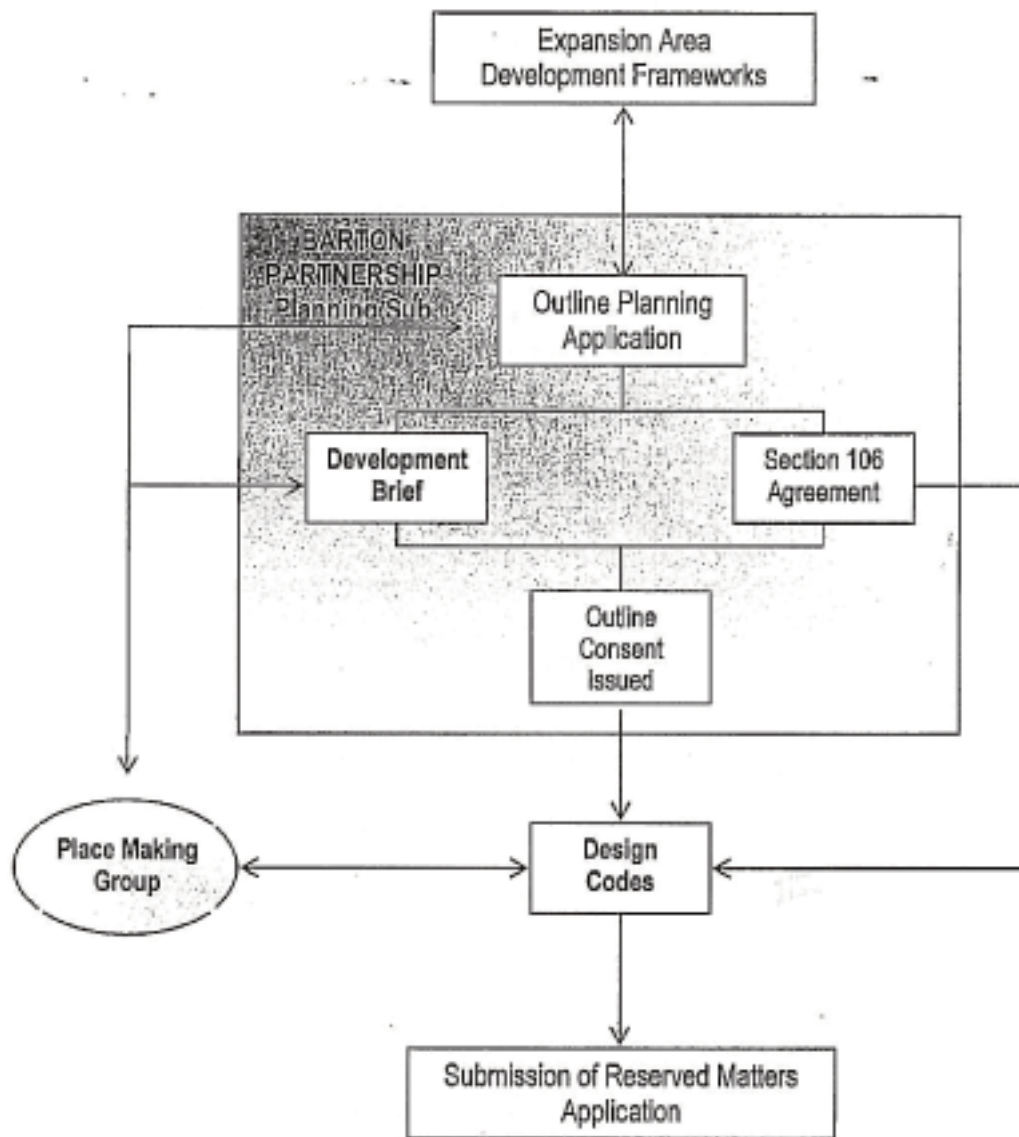 Expansion Area
Development Frameworks
BARTON
PARTNERSHIP
Planning Sub
Outline Planning
Application
Development
Brief
Section 106
Agreement
Outline
Consent
Issued
Place Making
Group
Design
Codes
Submission of Reserved Matters
Application